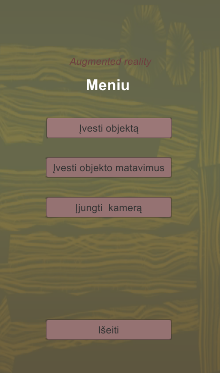 Augmented reality
Meniu
Įvesti objektą
Įvesti objekto matavimus
Įjungti kamerą
Išeiti